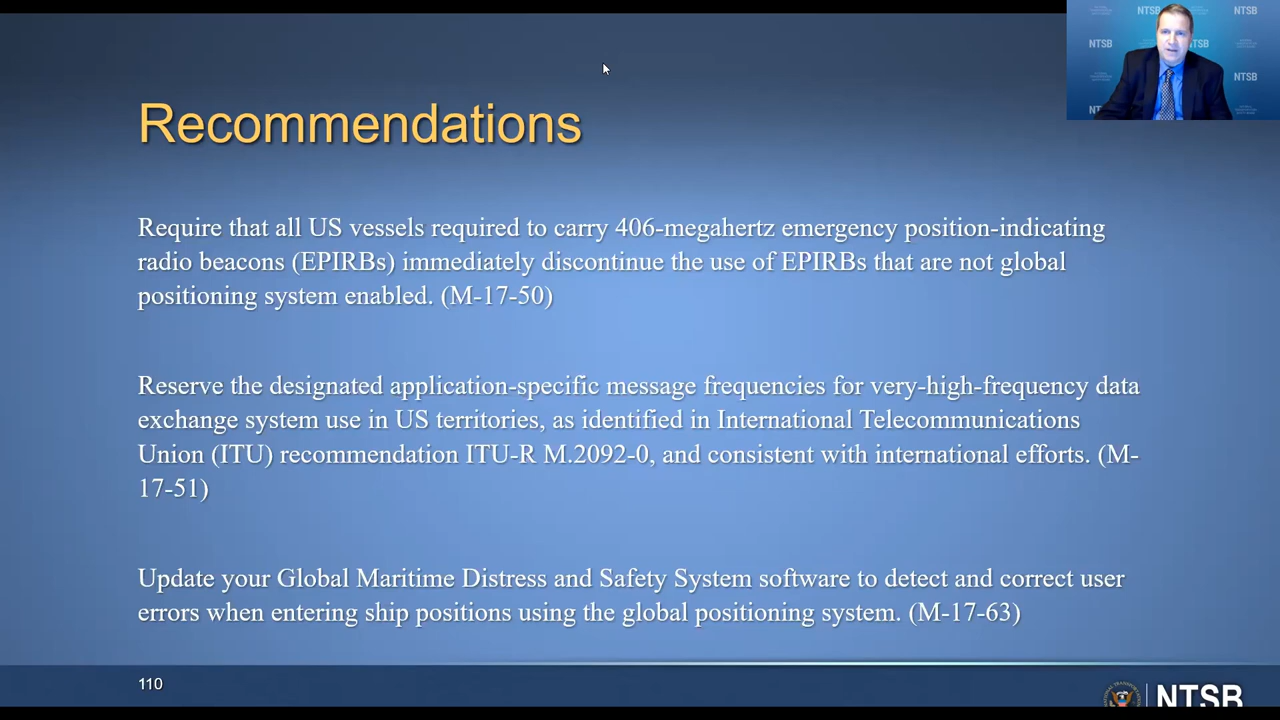 NTSB
NTSB
NTSB
NTSB
NTSB
Recommendations
Require that all US vessels required to carry 406-megahertz emergency position-indicating
radio beacons (EPIRBs) immediately discontinue the use of EPIRBs that are not global
positioning system enabled. (M-17-50)
Reserve the designated application-specific message frequencies for very-high-frequency data
exchange system use in US territories, as identified in International Telecommunications
Union (ITU) recommendation ITU-R M.2092-0, and consistent with international efforts. (M-
17-51)
Update your Global Maritime Distress and Safety System software to detect and correct user
errors when entering ship positions using the global positioning system. (M-17-63)
110
NTSB